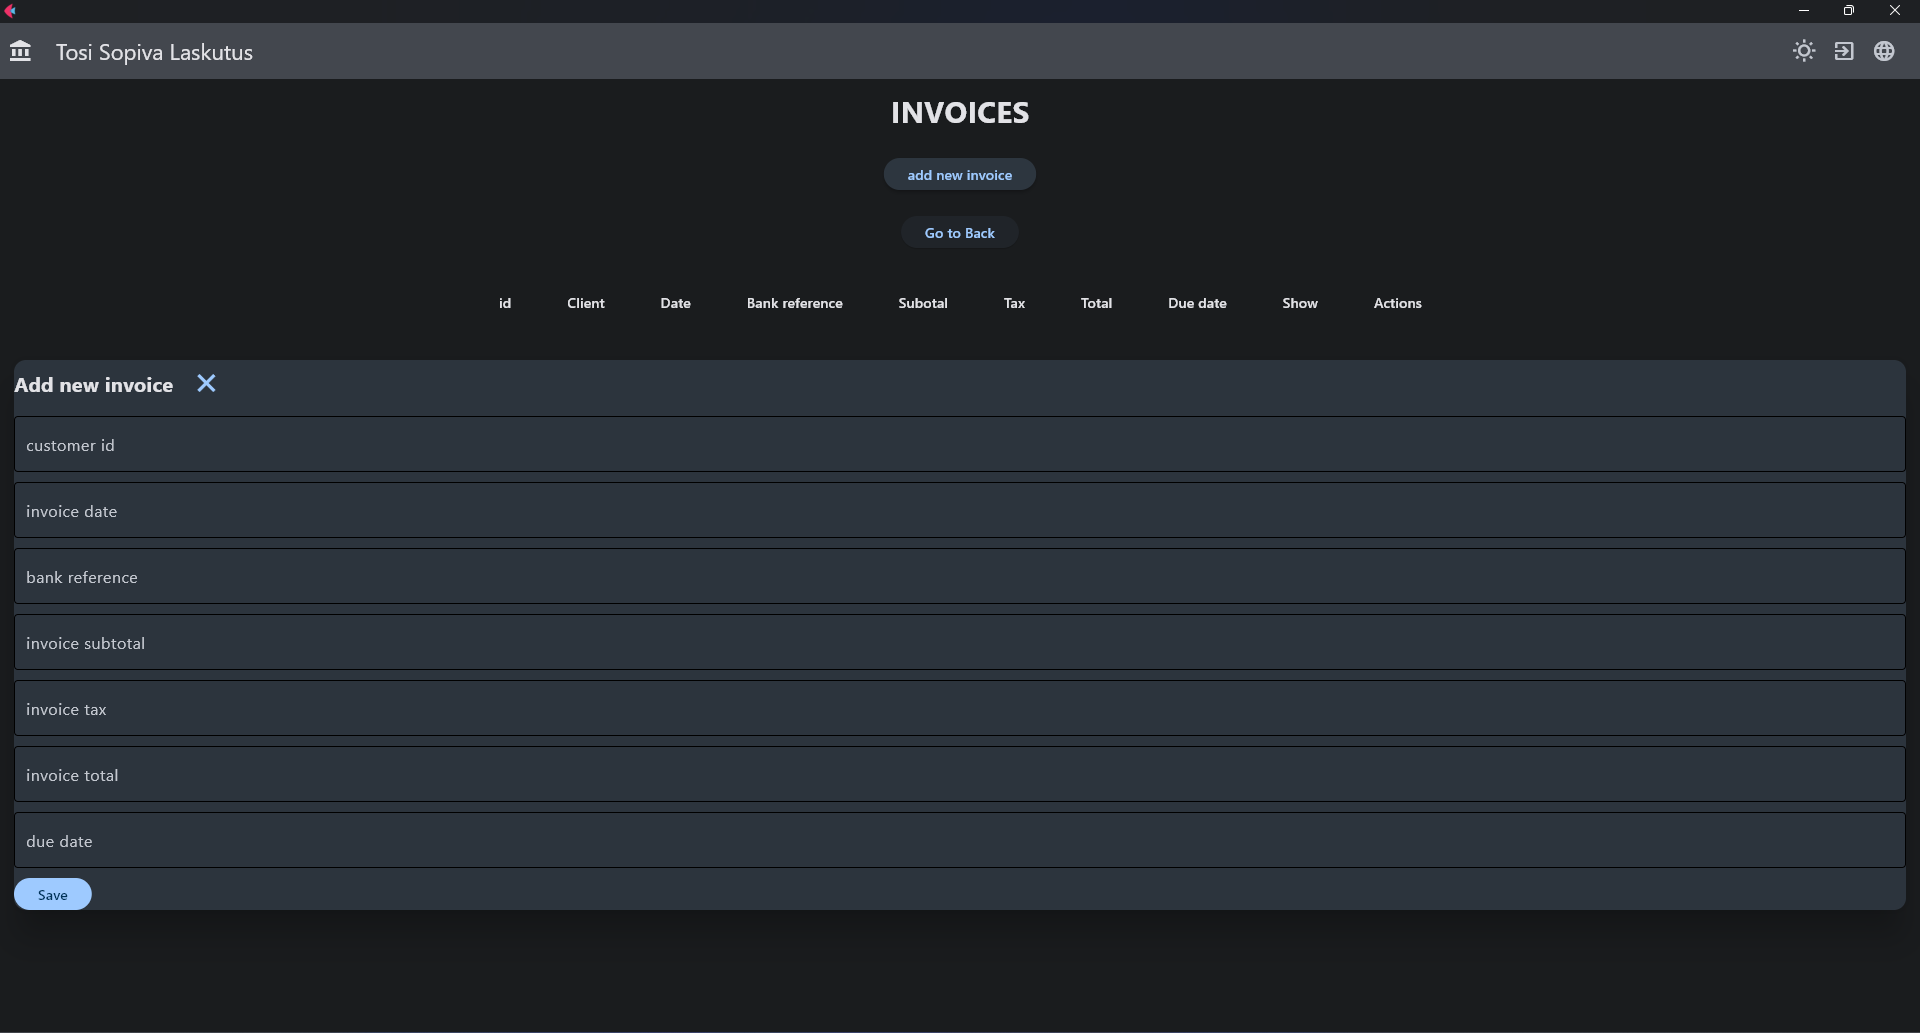 Tosi Sopiva Laskutus
INVOICES
add new invoice
Go to Back
id Client Date Bank reference Subotal Tax Total Due date Show Actions
Add new invoice
customer id
invoice date
bank reference
invoice subtotal
invoice tax
invoice total
due date
Save